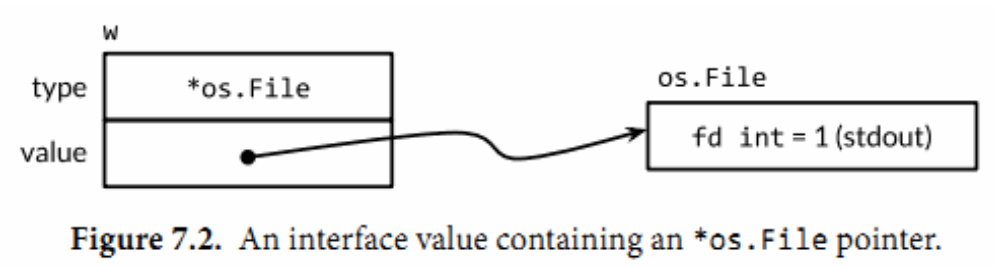 w
type *os.File
os.File
value
fd int = 1 (stdout)
Figure 7.2. An interface value containing an *os.File pointer.